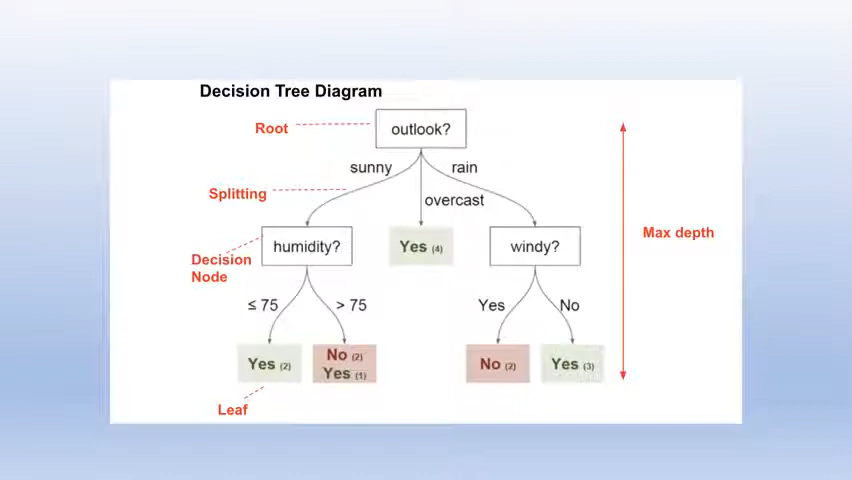 Decision Tree Diagram
Root
outlook?
sunny
rain
Splitting
overcast
Max depth
humidity?
Yes (4)
windy?
Decision
Node
≤ 75
> 75
Yes
No
Yes (2)
No (2)
Yes (1)
No (2)
Yes (3)
Leaf